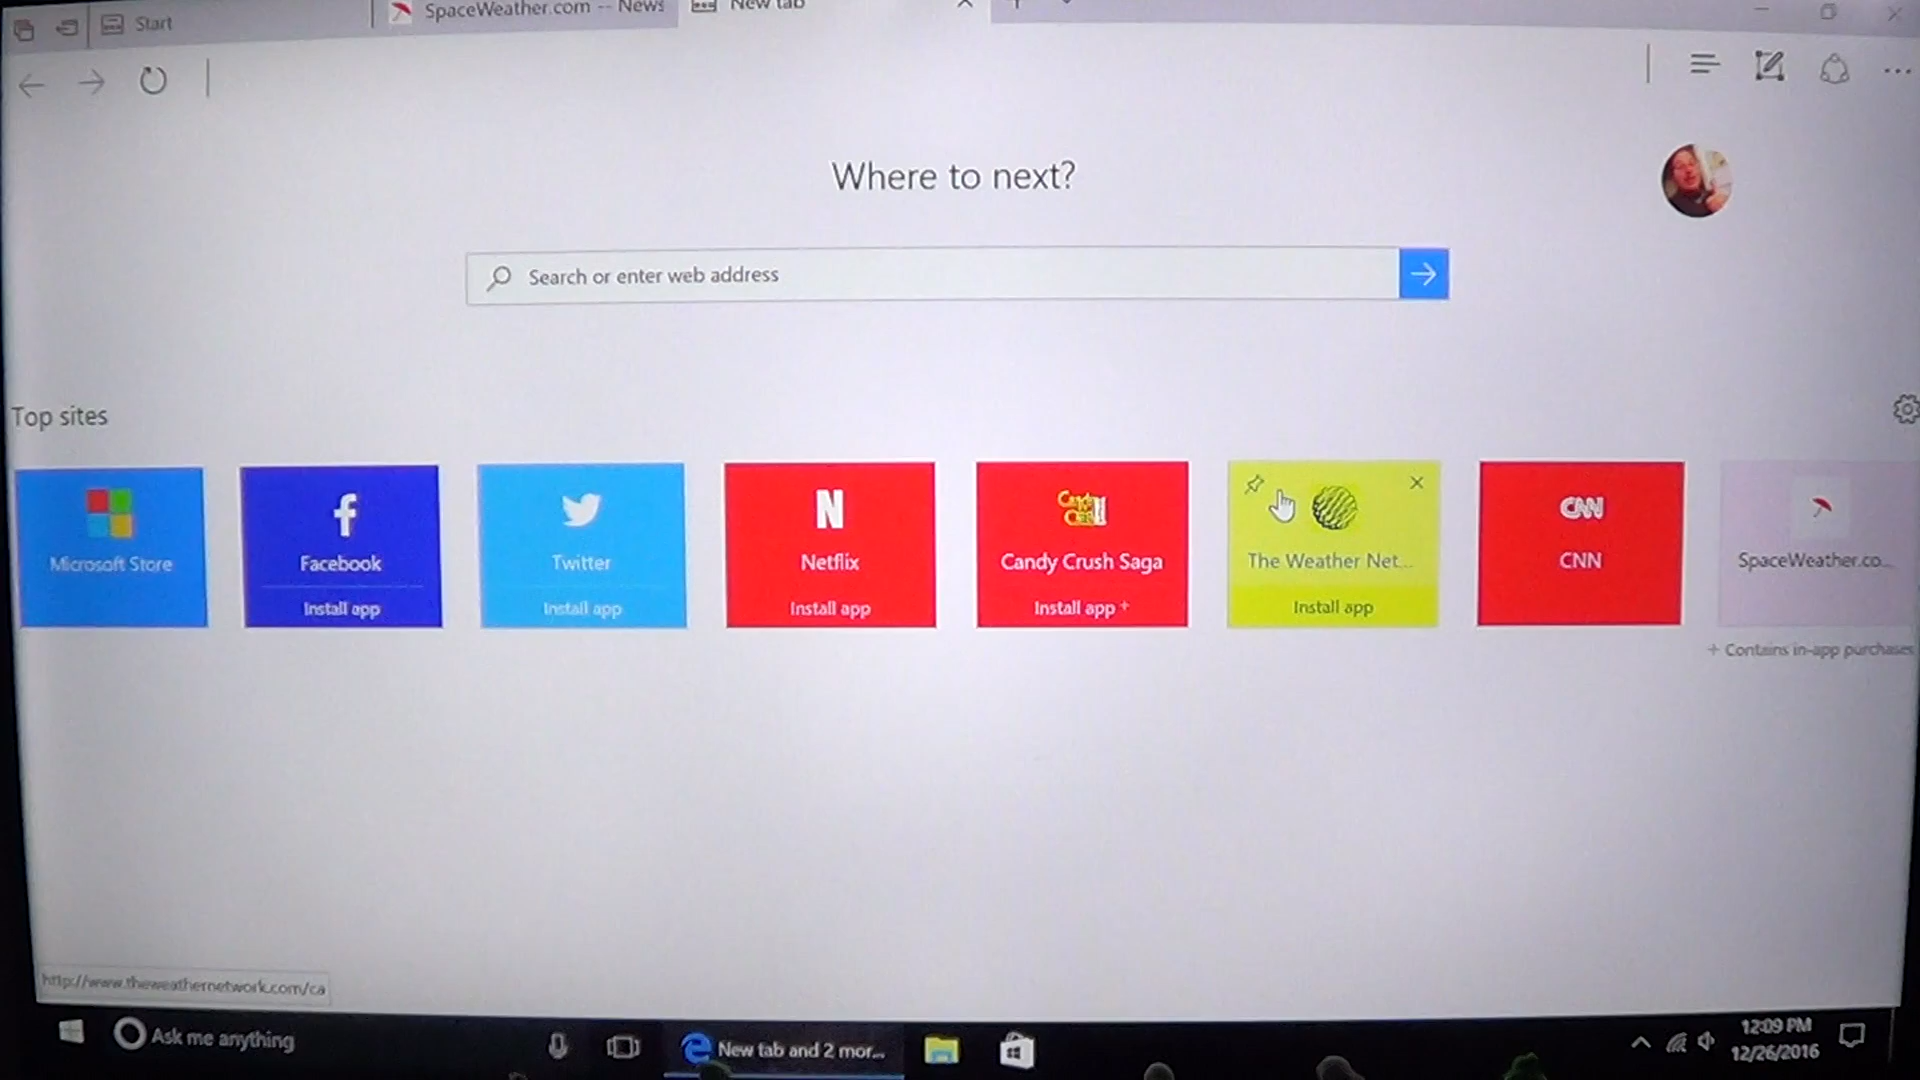 Start
SpaceWeather.com -- News
New tab
Where to next?
Search or enter web address
Top sites
Microsoft Store
Facebook
Install app
Twitter
Install app
N
Netflix
Install app
Candy Crush Saga
Install app +
The Weather Net...
Install app
CNN
CNN
SpaceWeather.co...
+ Contains in-app purchases
http://www.theweathernetwork.com/ca
Ask me anything
New tab and 2 mor...
12:09 PM
12/26/2016